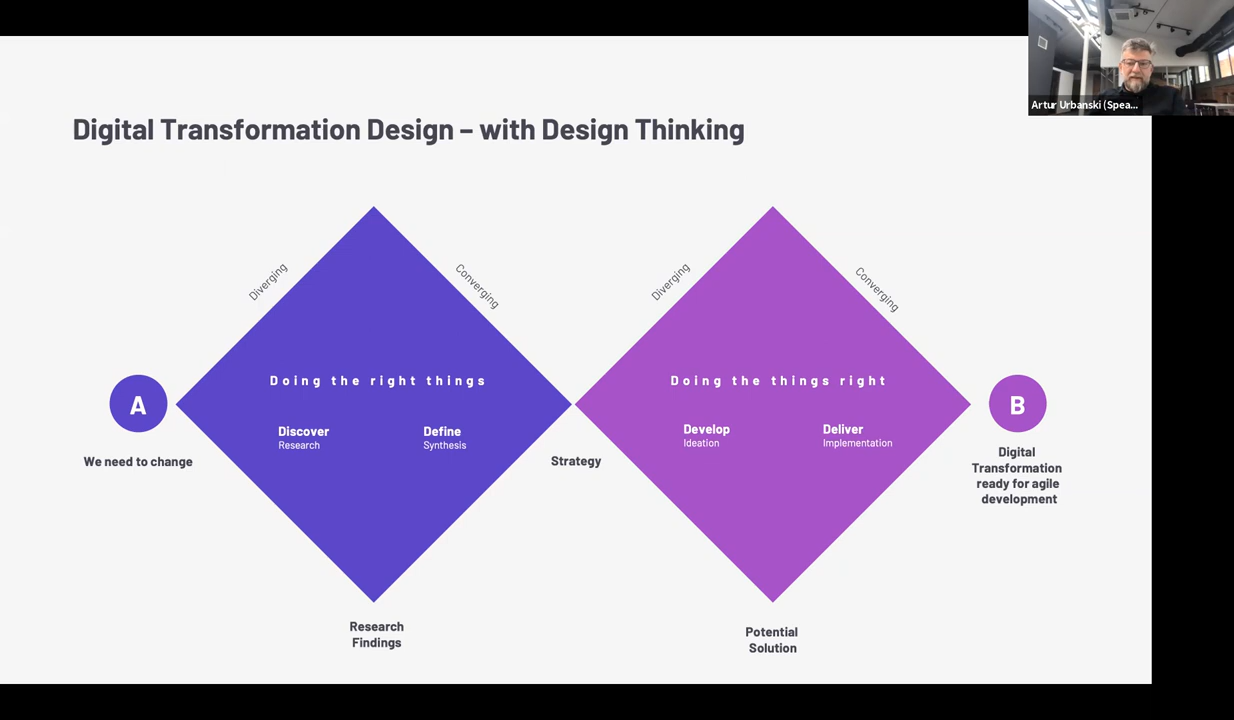 Artur Urbanski (Spea...
Digital Transformation Design – with Design Thinking
Diverging
Converging
Diverging
Converging
Doing the right things
Doing the things right
A
B
Discover
Research
Define
Synthesis
Develop
Ideation
Deliver
Implementation
We need to change
Strategy
Digital
Transformation
ready for agile
development
Research
Findings
Potential
Solution